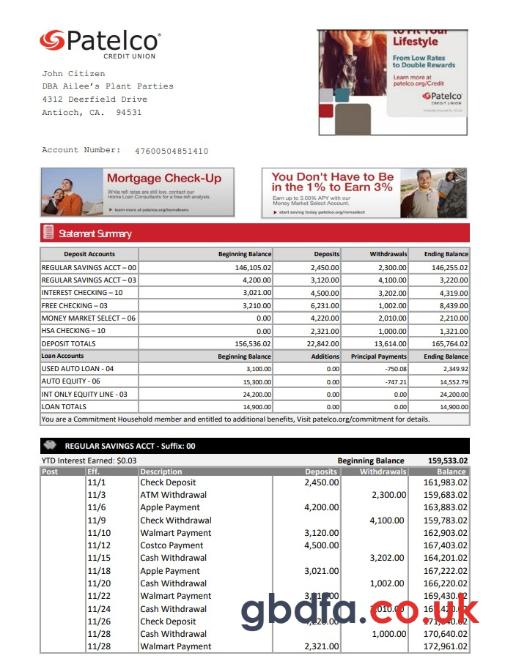 Patelco
CREDIT UNION
to Fit Your
Lifestyle
From Low Rates
to Double Rewards
Learn more at
patelco.org/Credit
Patelco
John Citizen
DBA Ailee's Plant Parties
4312 Deerfield Drive
Antioch, CA. 94531
Account Number: 47600504851410
Mortgage Check-Up
While refi rates are still low, contact our
Home Loan Consultants for a free refi analysis.
learn more at patelco.org/homeloans
You Don't Have to Be
in the 1% to Earn 3%
Earn up to 3.00% APY with our
Money Market Select Account.
start saving today patelco.org/mmselect
Statement Summary
Deposit Accounts Beginning Balance Deposits Withdrawals Ending Balance
REGULAR SAVINGS ACCT – 00 146,105.02 2,450.00 2,300.00 146,255.02
REGULAR SAVINGS ACCT – 03 4,200.00 3,120.00 4,100.00 3,220.00
INTEREST CHECKING – 10 3,021.00 4,500.00 3,202.00 4,319.00
FREE CHECKING – 03 3,210.00 6,231.00 1,002.00 8,439.00
MONEY MARKET SELECT – 06 0.00 4,220.00 2,010.00 2,210.00
HSA CHECKING – 10 0.00 2,321.00 1,000.00 1,321.00
DEPOSIT TOTALS 156,536.02 22,842.00 13,614.00 165,764.02
Loan Accounts Beginning Balance Additions Principal Payments Ending Balance
USED AUTO LOAN - 04 3,100.00 0.00 -750.08 2,349.92
AUTO EQUITY - 06 15,300.00 0.00 -747.21 14,552.79
INT ONLY EQUITY LINE - 03 24,200.00 0.00 0.00 24,200.00
LOAN TOTALS 14,900.00 0.00 0.00 14,900.00
You are a Commitment Household member and entitled to additional benefits, Visit patelco.org/commitment for details.
REGULAR SAVINGS ACCT - Suffix: 00
YTD Interest Earned: $0.03 Beginning Balance 159,533.02
Post Eff. Description Deposits Withdrawals Balance
11/1 Check Deposit 2,450.00 161,983.02
11/3 ATM Withdrawal 2,300.00 159,683.02
11/6 Apple Payment 4,200.00 163,883.02
11/9 Check Withdrawal 4,100.00 159,783.02
11/10 Walmart Payment 3,120.00 162,903.02
11/12 Costco Payment 4,500.00 167,403.02
11/15 Cash Withdrawal 3,202.00 164,201.02
11/18 Apple Payment 3,021.00 167,222.02
11/20 Cash Withdrawal 1,002.00 166,220.02
11/22 Walmart Payment 169,430.02
11/24 Cash Withdrawal
11/26 Check Deposit
11/28 Cash Withdrawal 1,000.00 170,640.02
11/28 Walmart Payment 2,321.00 172,961.02
gbdfa.co.uk